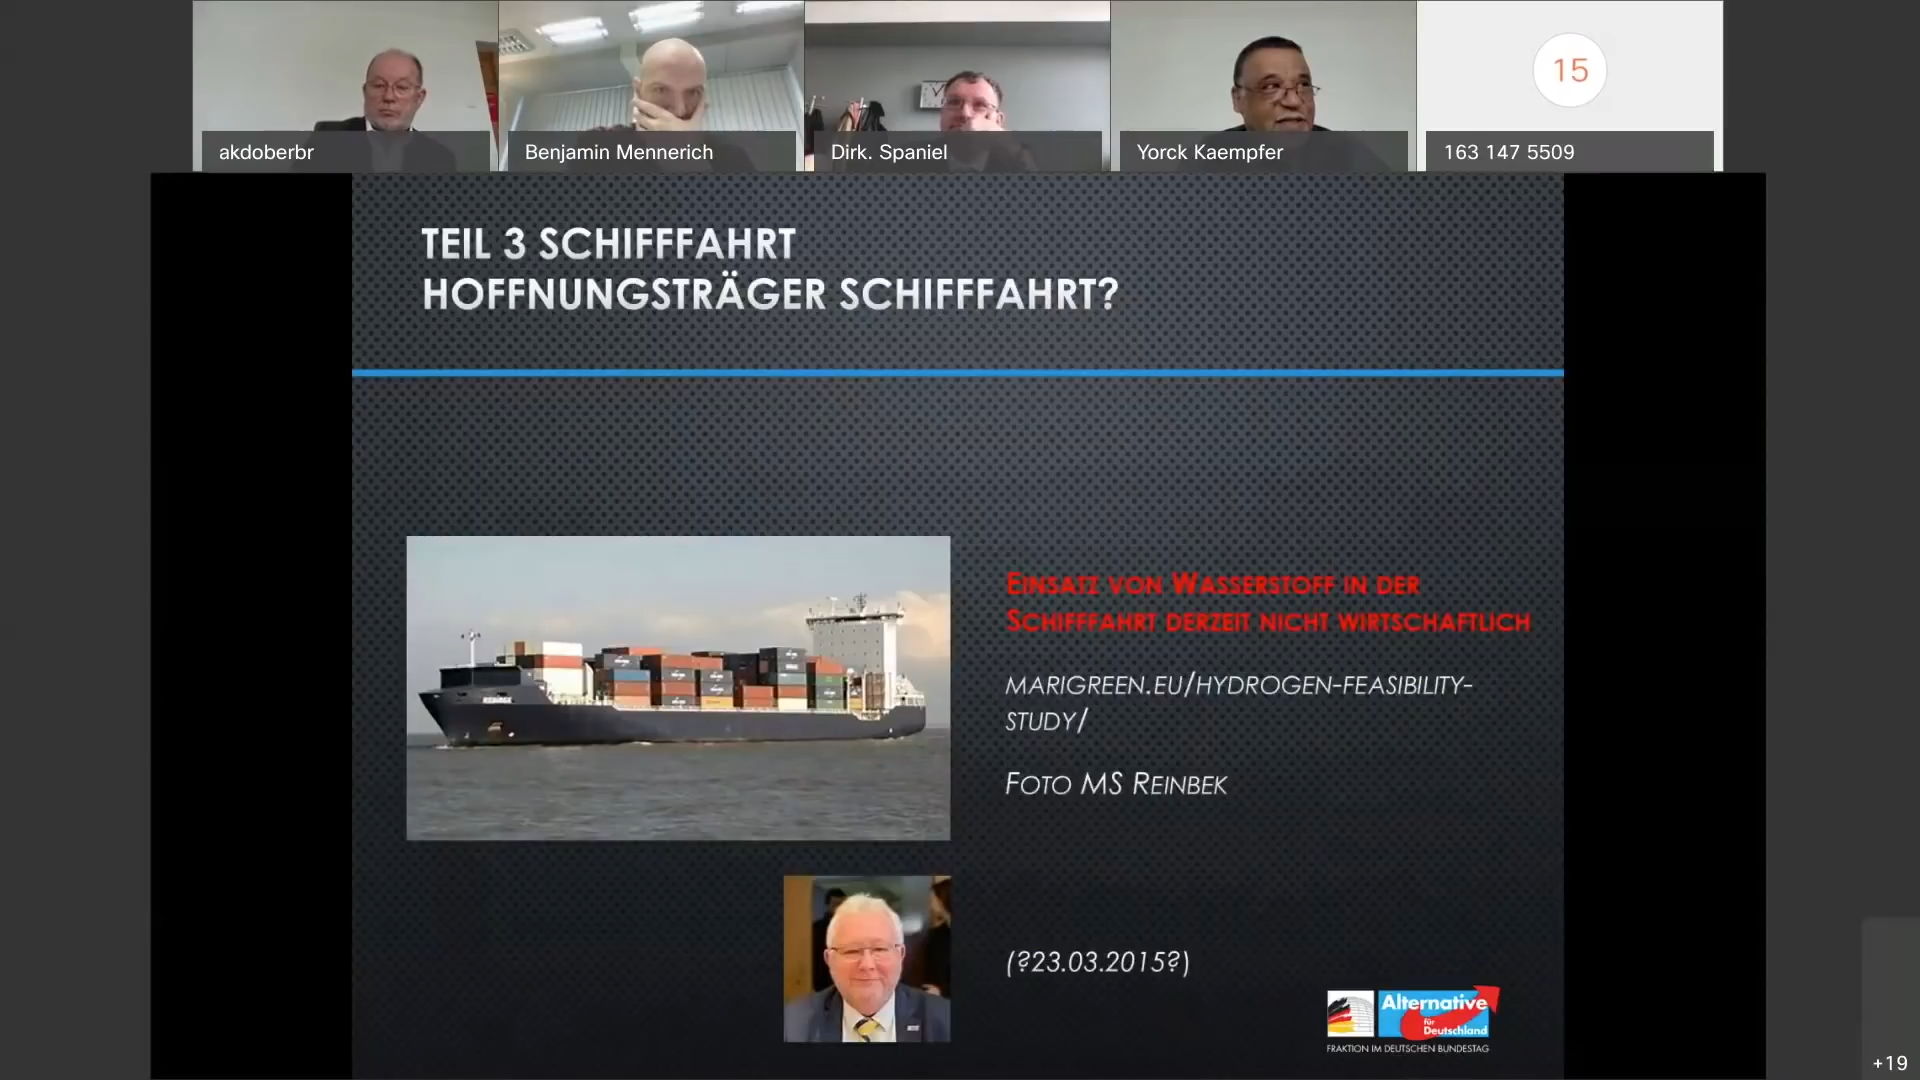 akdoberbr
Benjamin Mennerich
Dirk. Spaniel
Yorck Kaempfer
15
163 147 5509
TEIL 3 SCHIFFFAHRT
HOFFNUNGSTRÄGER SCHIFFFAHRT?
EINSATZ VON WASSERSTOFF IN DER
SCHIFFFAHRT DERZEIT NICHT WIRTSCHAFTLICH
MARIGREEN.EU/HYDROGEN-FEASIBILITY-
STUDY/
FOTO MS REINBEK
REINBEK
(?23.03.2015?)
Alternative
für
Deutschland
FRAKTION IM DEUTSCHEN BUNDESTAG
+19